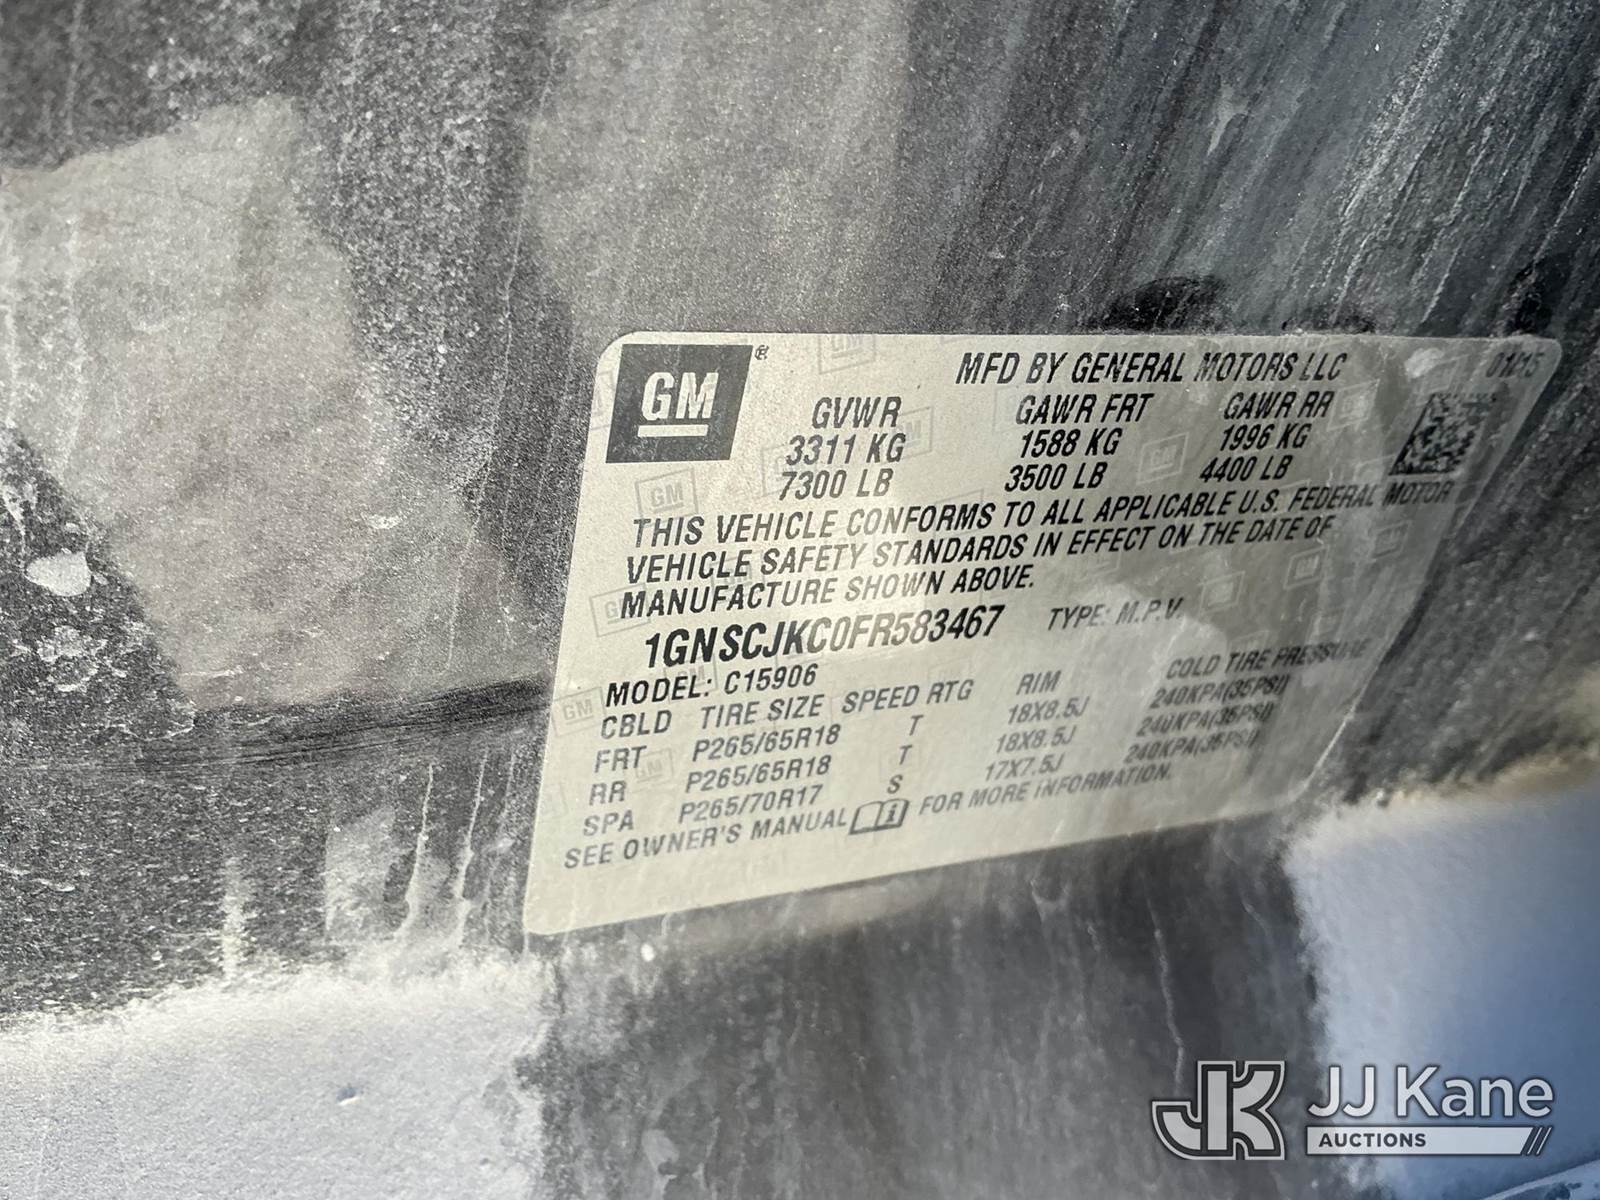 GM
MFD BY GENERAL MOTORS LLC 01/15
GVWR GAWR FRT GAWR RR
3311 KG 1588 KG 1996 KG
7300 LB 3500 LB 4400 LB
THIS VEHICLE CONFORMS TO ALL APPLICABLE U.S. FEDERAL MOTOR
VEHICLE SAFETY STANDARDS IN EFFECT ON THE DATE OF
MANUFACTURE SHOWN ABOVE.
1GNSCJKC0FR583467 TYPE: M.P.V.
MODEL: C15906
CBLD TIRE SIZE SPEED RTG RIM COLD TIRE PRESSURE
FRT P265/65R18 T 18X8.5J 240KPA(35PSI)
RR P265/65R18 T 18X8.5J 240KPA(35PSI)
SPA P265/70R17 S 17X7.5J 240KPA(35PSI)
SEE OWNER'S MANUAL FOR MORE INFORMATION.
JK JJ Kane
AUCTIONS